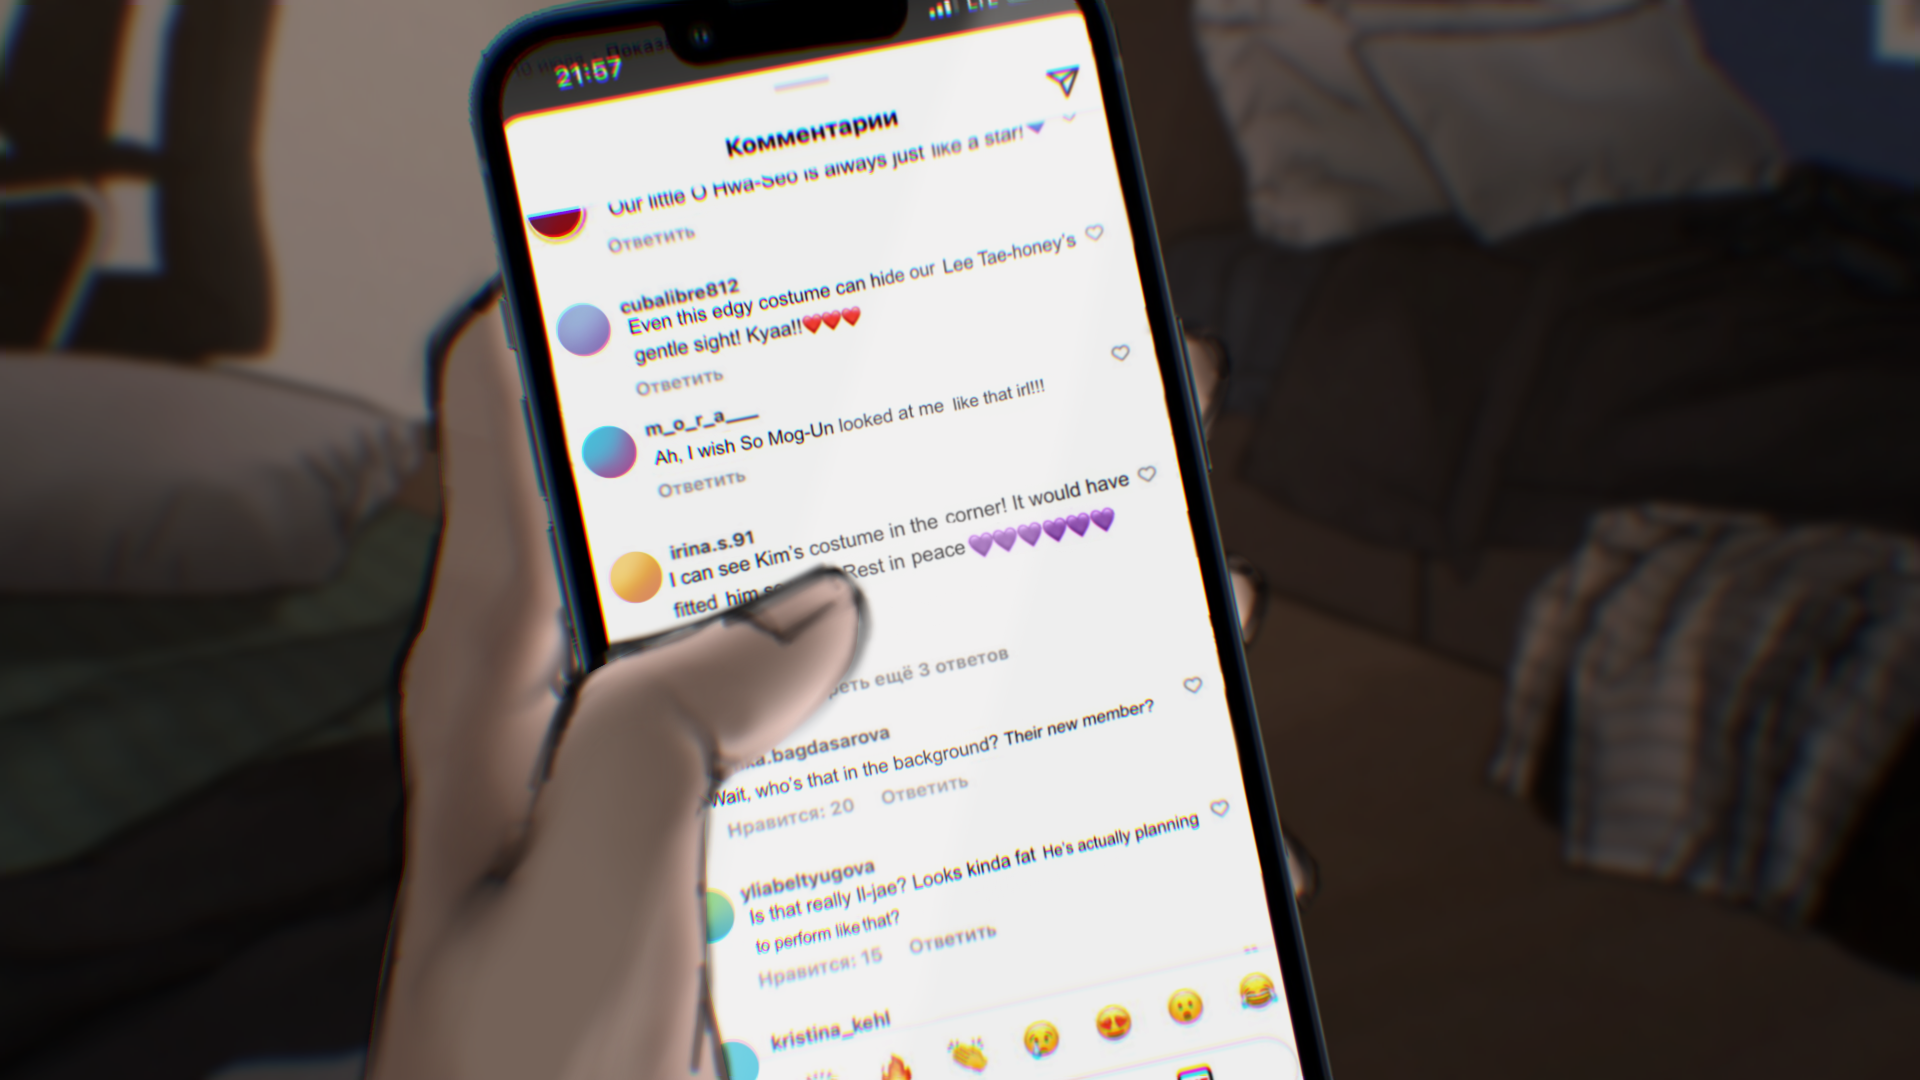 21:57
LTE
Комментарии
Our little O Hwa-Seo is always just like a star!
Ответить
cubalibre812
Even this edgy costume can hide our Lee Tae-honey's
gentle sight! Kyaa!!❤❤❤
Ответить
m_o_r_a___
Ah, I wish So Mog-Un looked at me like that irl!!!
Ответить
irina.s.91
I can see Kim's costume in the corner! It would have
fitted him Rest in peace 💜💜💜💜💜💜
ещё 3 ответов
.bagdasarova
Wait, who's that in the background? Their new member?
Нравится: 20 Ответить
yliabeltyugova
Is that really Il-jae? Looks kinda fat He's actually planning
to perform like that?
Нравится: 15 Ответить
kristina_kehl